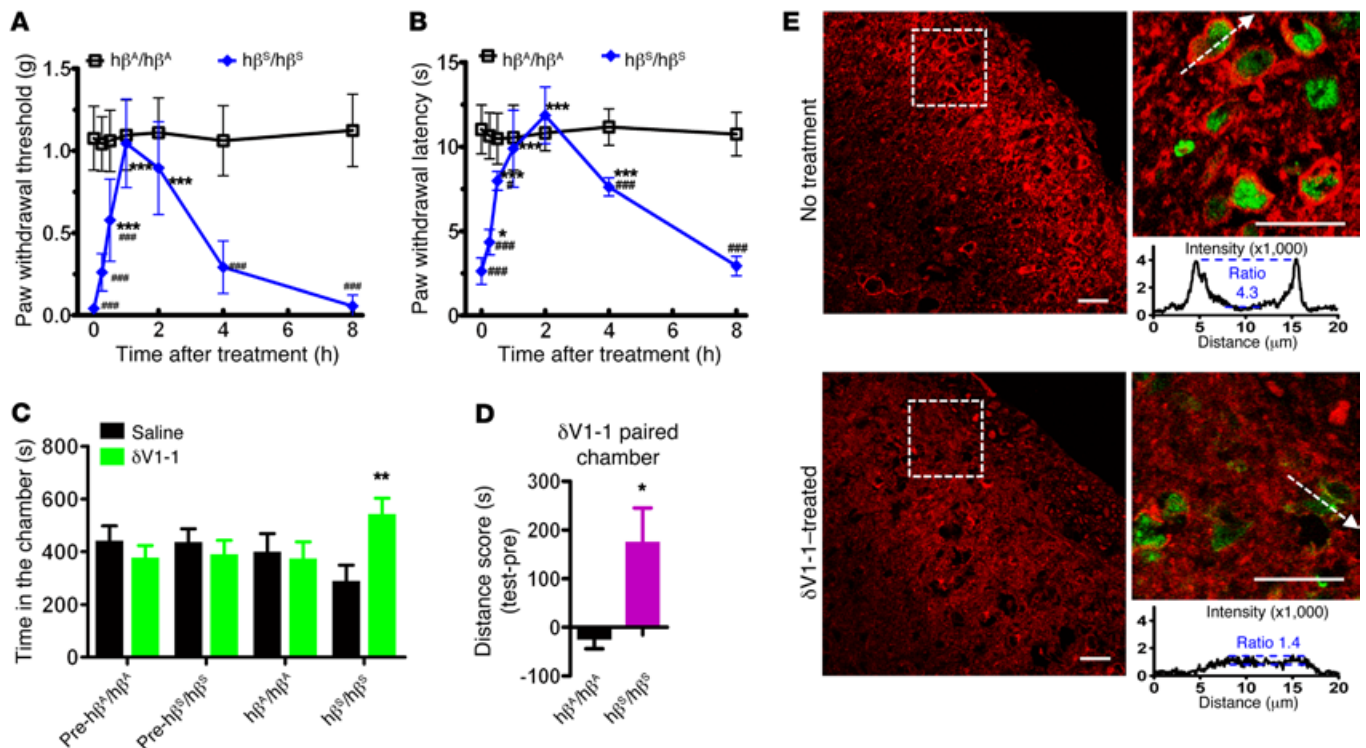 A
hβᴬ/hβᴬ
hβˢ/hβˢ
Paw withdrawal threshold (g)
1.5
1.0
0.5
0.0
***
***
***
###
###
###
###
###
0 2 4 6 8
Time after treatment (h)
B
hβᴬ/hβᴬ
hβˢ/hβˢ
Paw withdrawal latency (s)
15
10
5
0
***
***
***
#
***
###
*
###
###
###
0 2 4 6 8
Time after treatment (h)
C
Saline
δV1-1
Time in the chamber (s)
800
600
400
200
0
**
Pre-hβᴬ/hβᴬ
Pre-hβˢ/hβˢ
hβᴬ/hβᴬ
hβˢ/hβˢ
D
δV1-1 paired
chamber
Distance score (s)
(test-pre)
300
200
100
0
-100
*
hβᴬ/hβᴬ
hβˢ/hβˢ
E
No treatment
Intensity (x1,000)
4
2
0
Ratio
4.3
0 5 10 15 20
Distance (μm)
δV1-1–treated
Intensity (x1,000)
4
2
0
Ratio 1.4
0 5 10 15 20
Distance (μm)